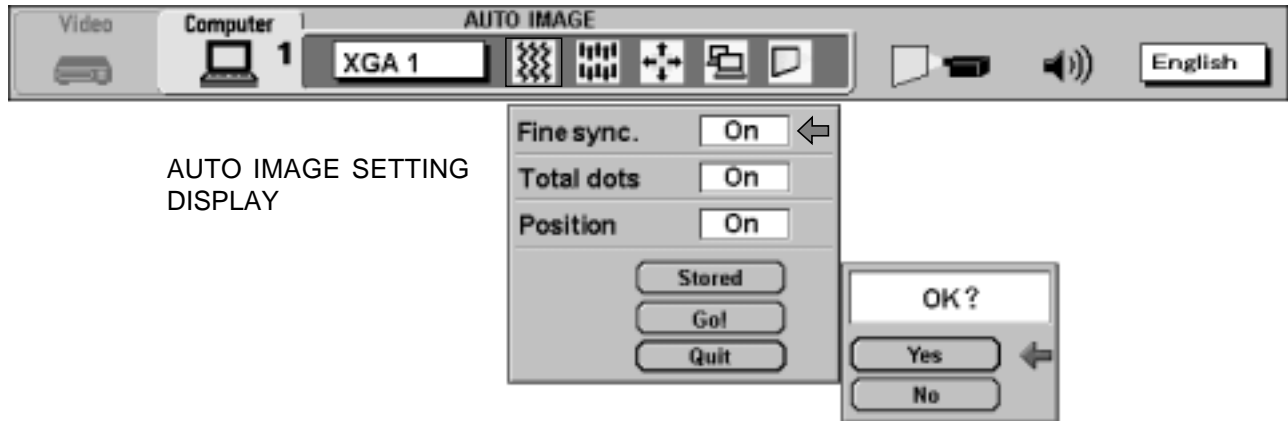 Video
Computer
AUTO IMAGE
1
XGA 1
English
Fine sync. On
AUTO IMAGE SETTING
DISPLAY
Total dots On
Position On
Stored
Go!
Quit
OK?
Yes
No